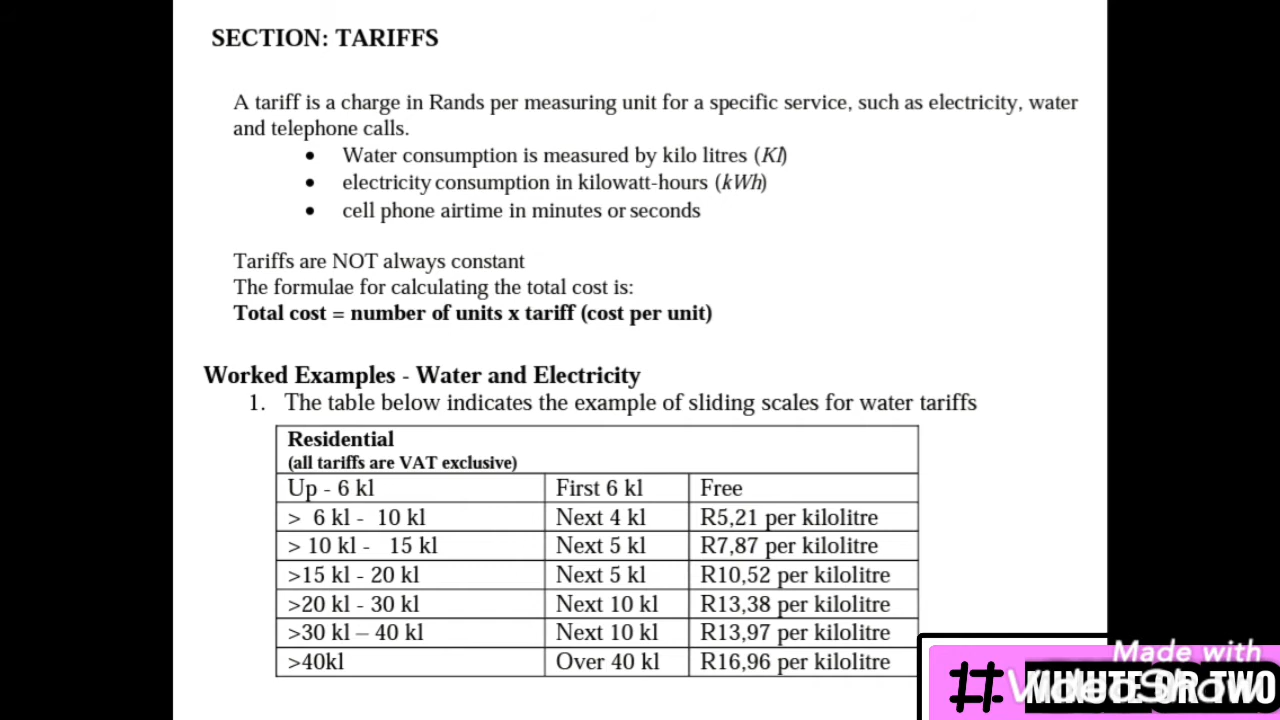 SECTION: TARIFFS
A tariff is a charge in Rands per measuring unit for a specific service, such as electricity, water
and telephone calls.
• Water consumption is measured by kilo litres (Kl)
• electricity consumption in kilowatt-hours (kWh)
• cell phone airtime in minutes or seconds
Tariffs are NOT always constant
The formulae for calculating the total cost is:
Total cost = number of units x tariff (cost per unit)
Worked Examples - Water and Electricity
1. The table below indicates the example of sliding scales for water tariffs
Residential
(all tariffs are VAT exclusive)
Up - 6 kl First 6 kl Free
> 6 kl - 10 kl Next 4 kl R5,21 per kilolitre
> 10 kl - 15 kl Next 5 kl R7,87 per kilolitre
>15 kl - 20 kl Next 5 kl R10,52 per kilolitre
>20 kl - 30 kl Next 10 kl R13,38 per kilolitre
>30 kl – 40 kl Next 10 kl R13,97 per kilolitre
>40kl Over 40 kl R16,96 per kilolitre
Made with
VideoShow
# MINUTE OR TWO